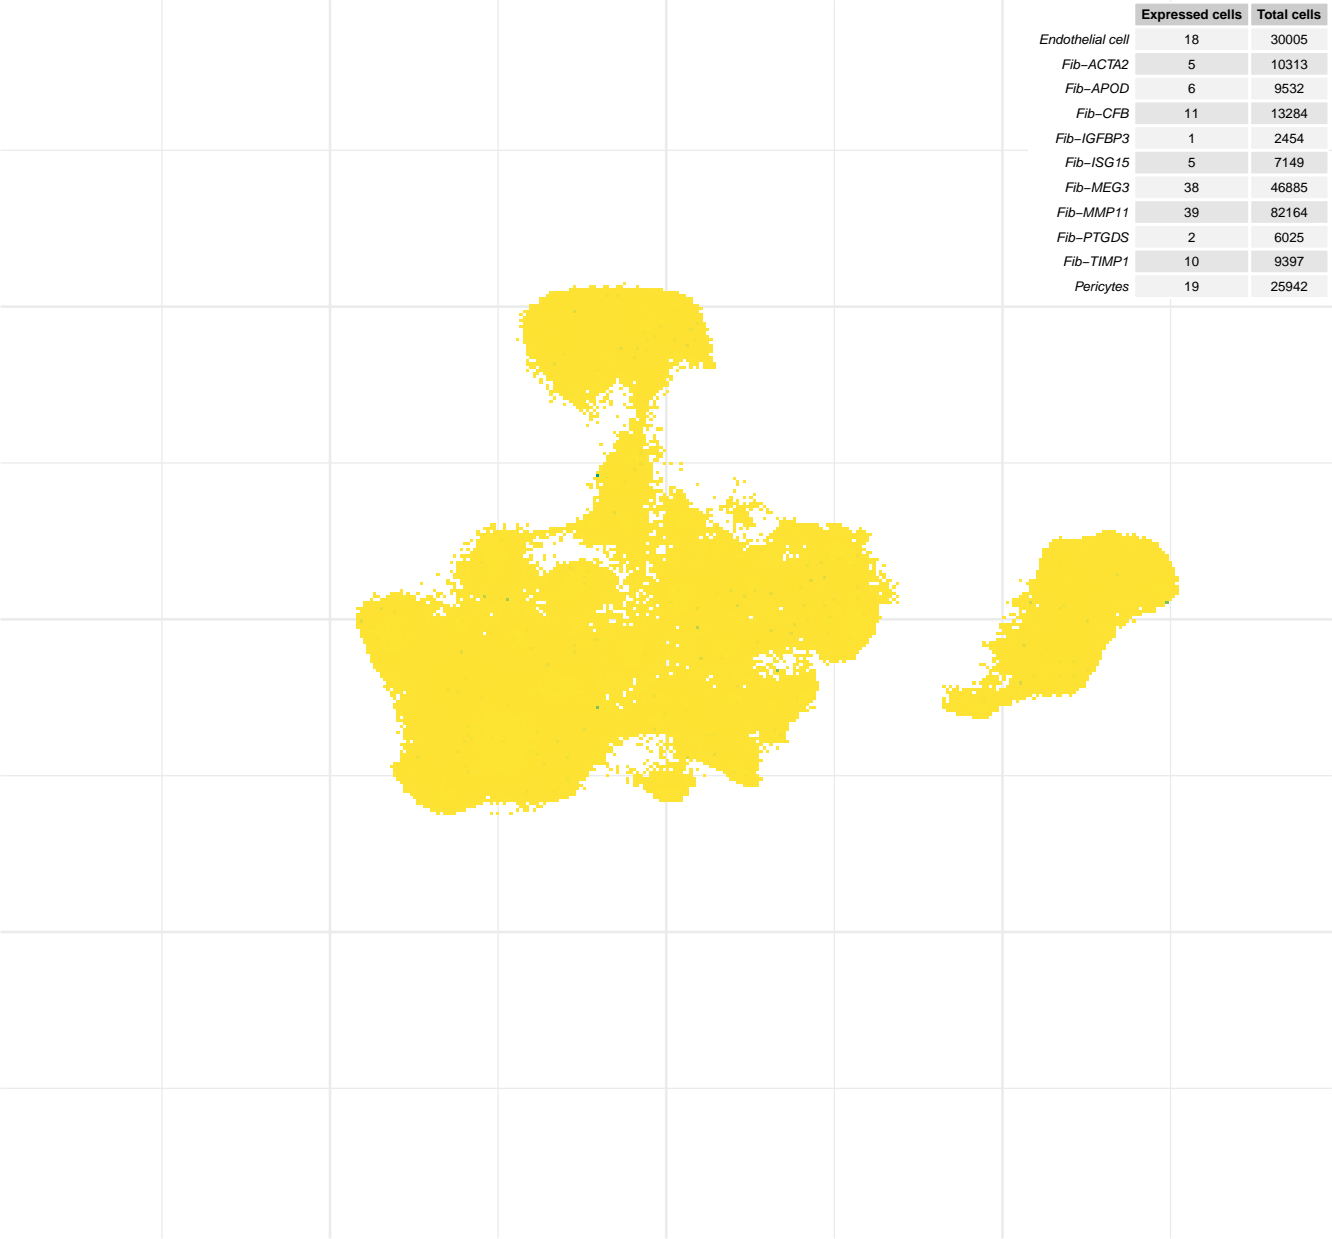 Expressed cells Total cells
Endothelial cell 18 30005
Fib−ACTA2 5 10313
Fib−APOD 6 9532
Fib−CFB 11 13284
Fib−IGFBP3 1 2454
Fib−ISG15 5 7149
Fib−MEG3 38 46885
Fib−MMP11 39 82164
Fib−PTGDS 2 6025
Fib−TIMP1 10 9397
Pericytes 19 25942